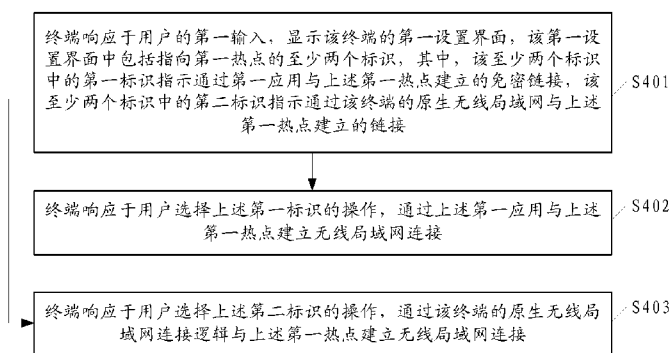 终端响应于用户的第一输入，显示该终端的第一设置界面，该第一设
置界面中包括指向第一热点的至少两个标识，其中，该至少两个标识
中的第一标识指示通过第一应用与上述第一热点建立的免密链接，该
至少两个标识中的第二标识指示通过该终端的原生无线局域网与上述
第一热点建立的链接
S401
终端响应于用户选择上述第一标识的操作，通过上述第一应用与上述
第一热点建立无线局域网连接
S402
终端响应于用户选择上述第二标识的操作，通过该终端的原生无线局
域网连接逻辑与上述第一热点建立无线局域网连接
S403